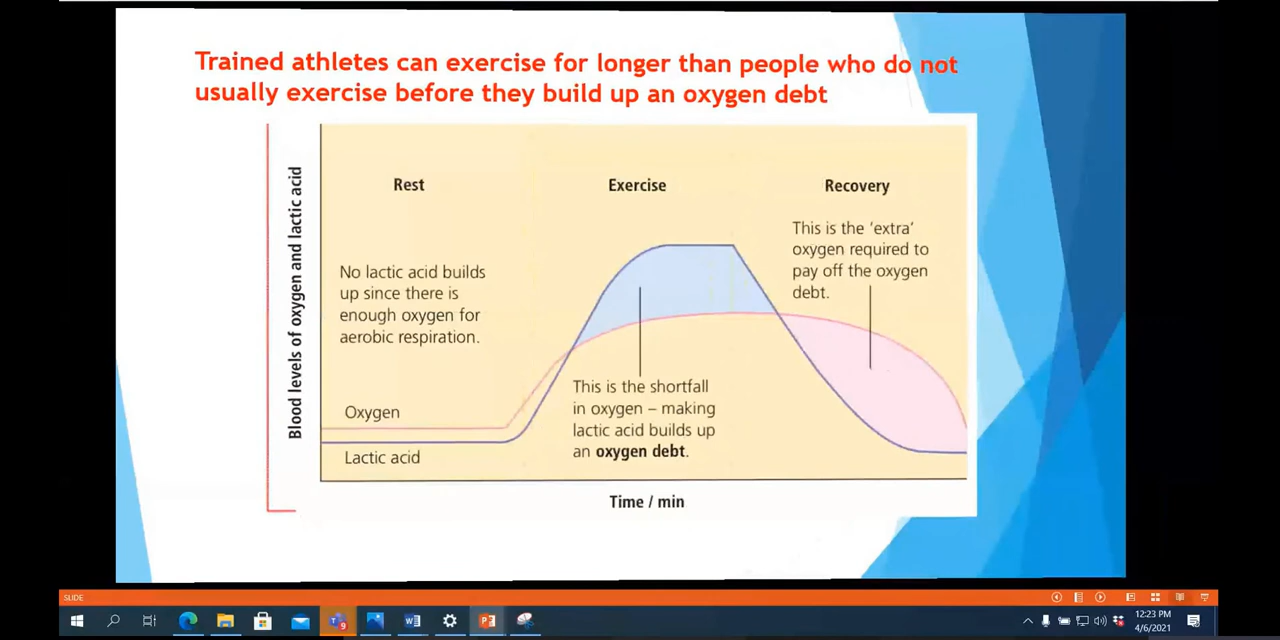 Trained athletes can exercise for longer than people who do not
usually exercise before they build up an oxygen debt
Blood levels of oxygen and lactic acid
Rest
Exercise
Recovery
No lactic acid builds
up since there is
enough oxygen for
aerobic respiration.
This is the 'extra'
oxygen required to
pay off the oxygen
debt.
This is the shortfall
in oxygen – making
lactic acid builds up
an oxygen debt.
Oxygen
Lactic acid
Time / min
SLIDE
12:23 PM
4/6/2021